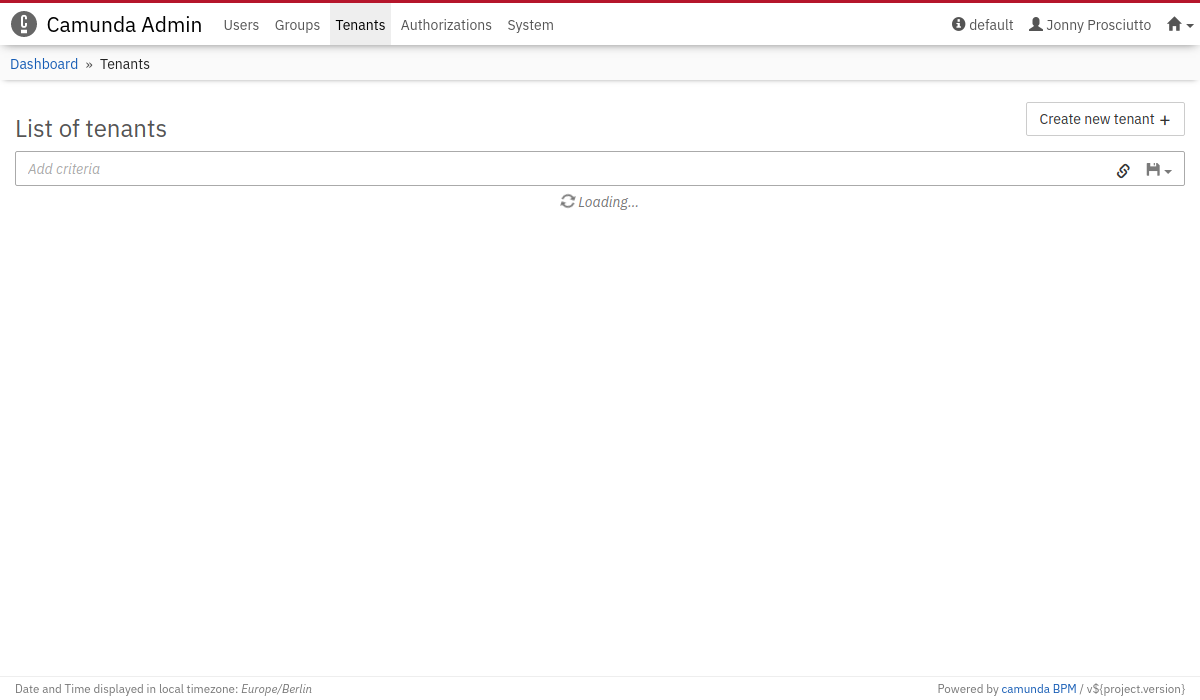 Camunda Admin Users Groups Tenants Authorizations System default Jonny Prosciutto
Dashboard » Tenants
List of tenants
Create new tenant +
Add criteria
Loading...
Date and Time displayed in local timezone: Europe/Berlin
Powered by camunda BPM / v${project.version}